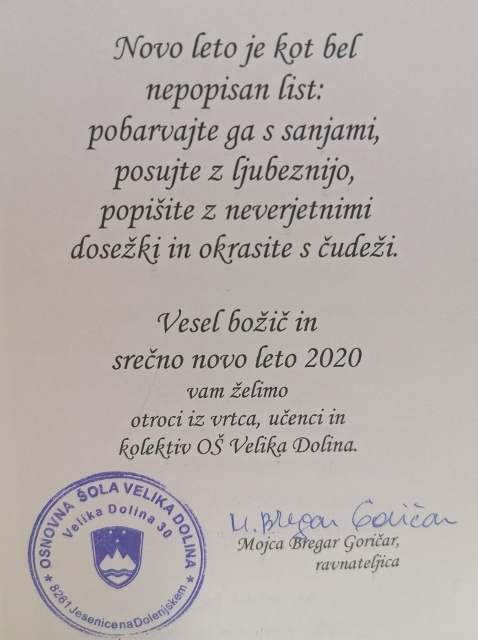 Novo leto je kot bel
nepopisan list:
pobarvajte ga s sanjami,
posujte z ljubeznijo,
popišite z neverjetnimi
dosežki in okrasite s čudeži.
Vesel božič in
srečno novo leto 2020
vam želimo
otroci iz vrtca, učenci in
kolektiv OŠ Velika Dolina.
OSNOVNA ŠOLA VELIKA DOLINA
Velika Dolina 30
* 8261 Jesenice na Dolenjskem *
M. Bregar Goričar
Mojca Bregar Goričar,
ravnateljica